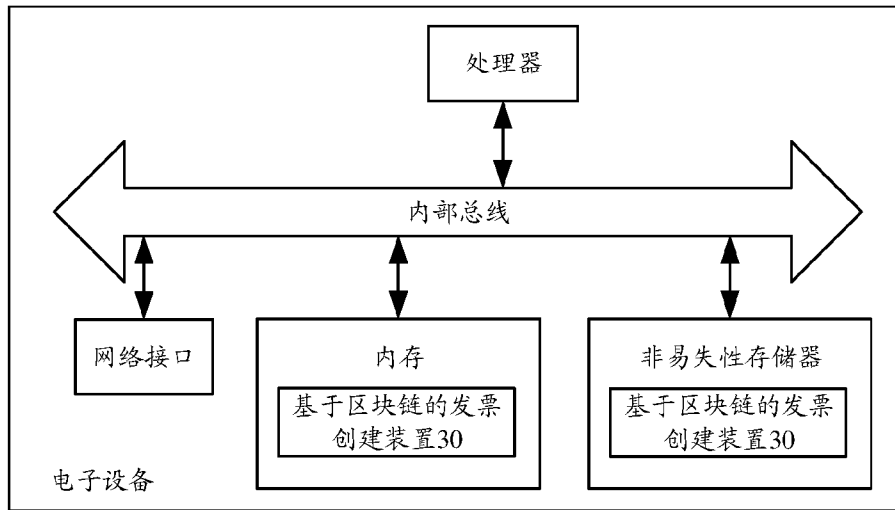 处理器
内部总线
网络接口
内存
基于区块链的发票
创建装置30
非易失性存储器
基于区块链的发票
创建装置30
电子设备